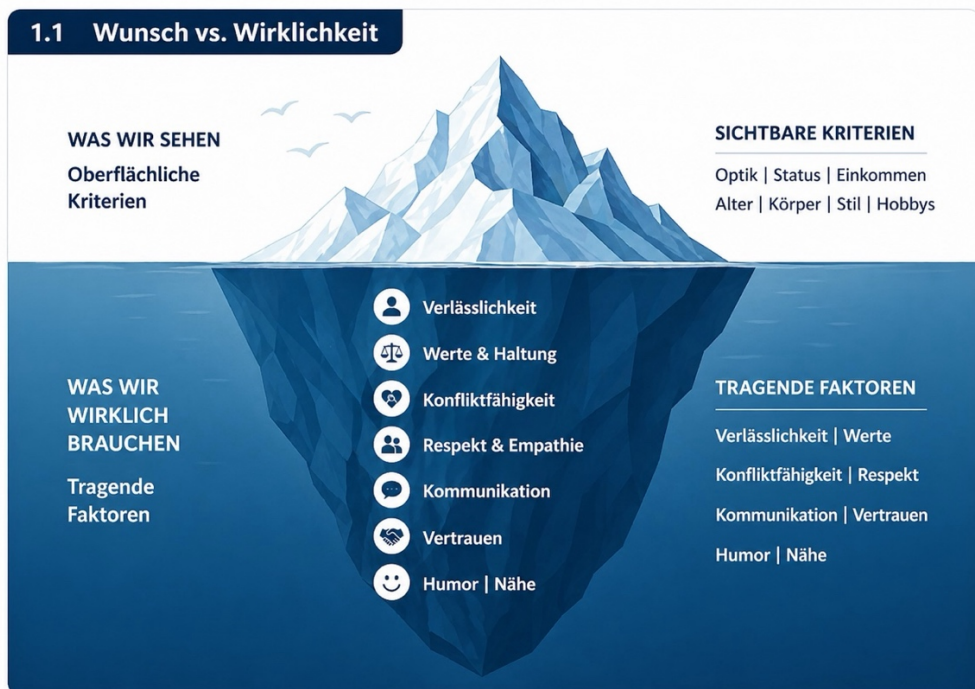 1.1 Wunsch vs. Wirklichkeit
WAS WIR SEHEN
Oberflächliche
Kriterien
SICHTBARE KRITERIEN
Optik | Status | Einkommen
Alter | Körper | Stil | Hobbys
WAS WIR
WIRKLICH
BRAUCHEN
Tragende
Faktoren
Verlässlichkeit
Werte & Haltung
Konfliktfähigkeit
Respekt & Empathie
Kommunikation
Vertrauen
Humor | Nähe
TRAGENDE FAKTOREN
Verlässlichkeit | Werte
Konfliktfähigkeit | Respekt
Kommunikation | Vertrauen
Humor | Nähe